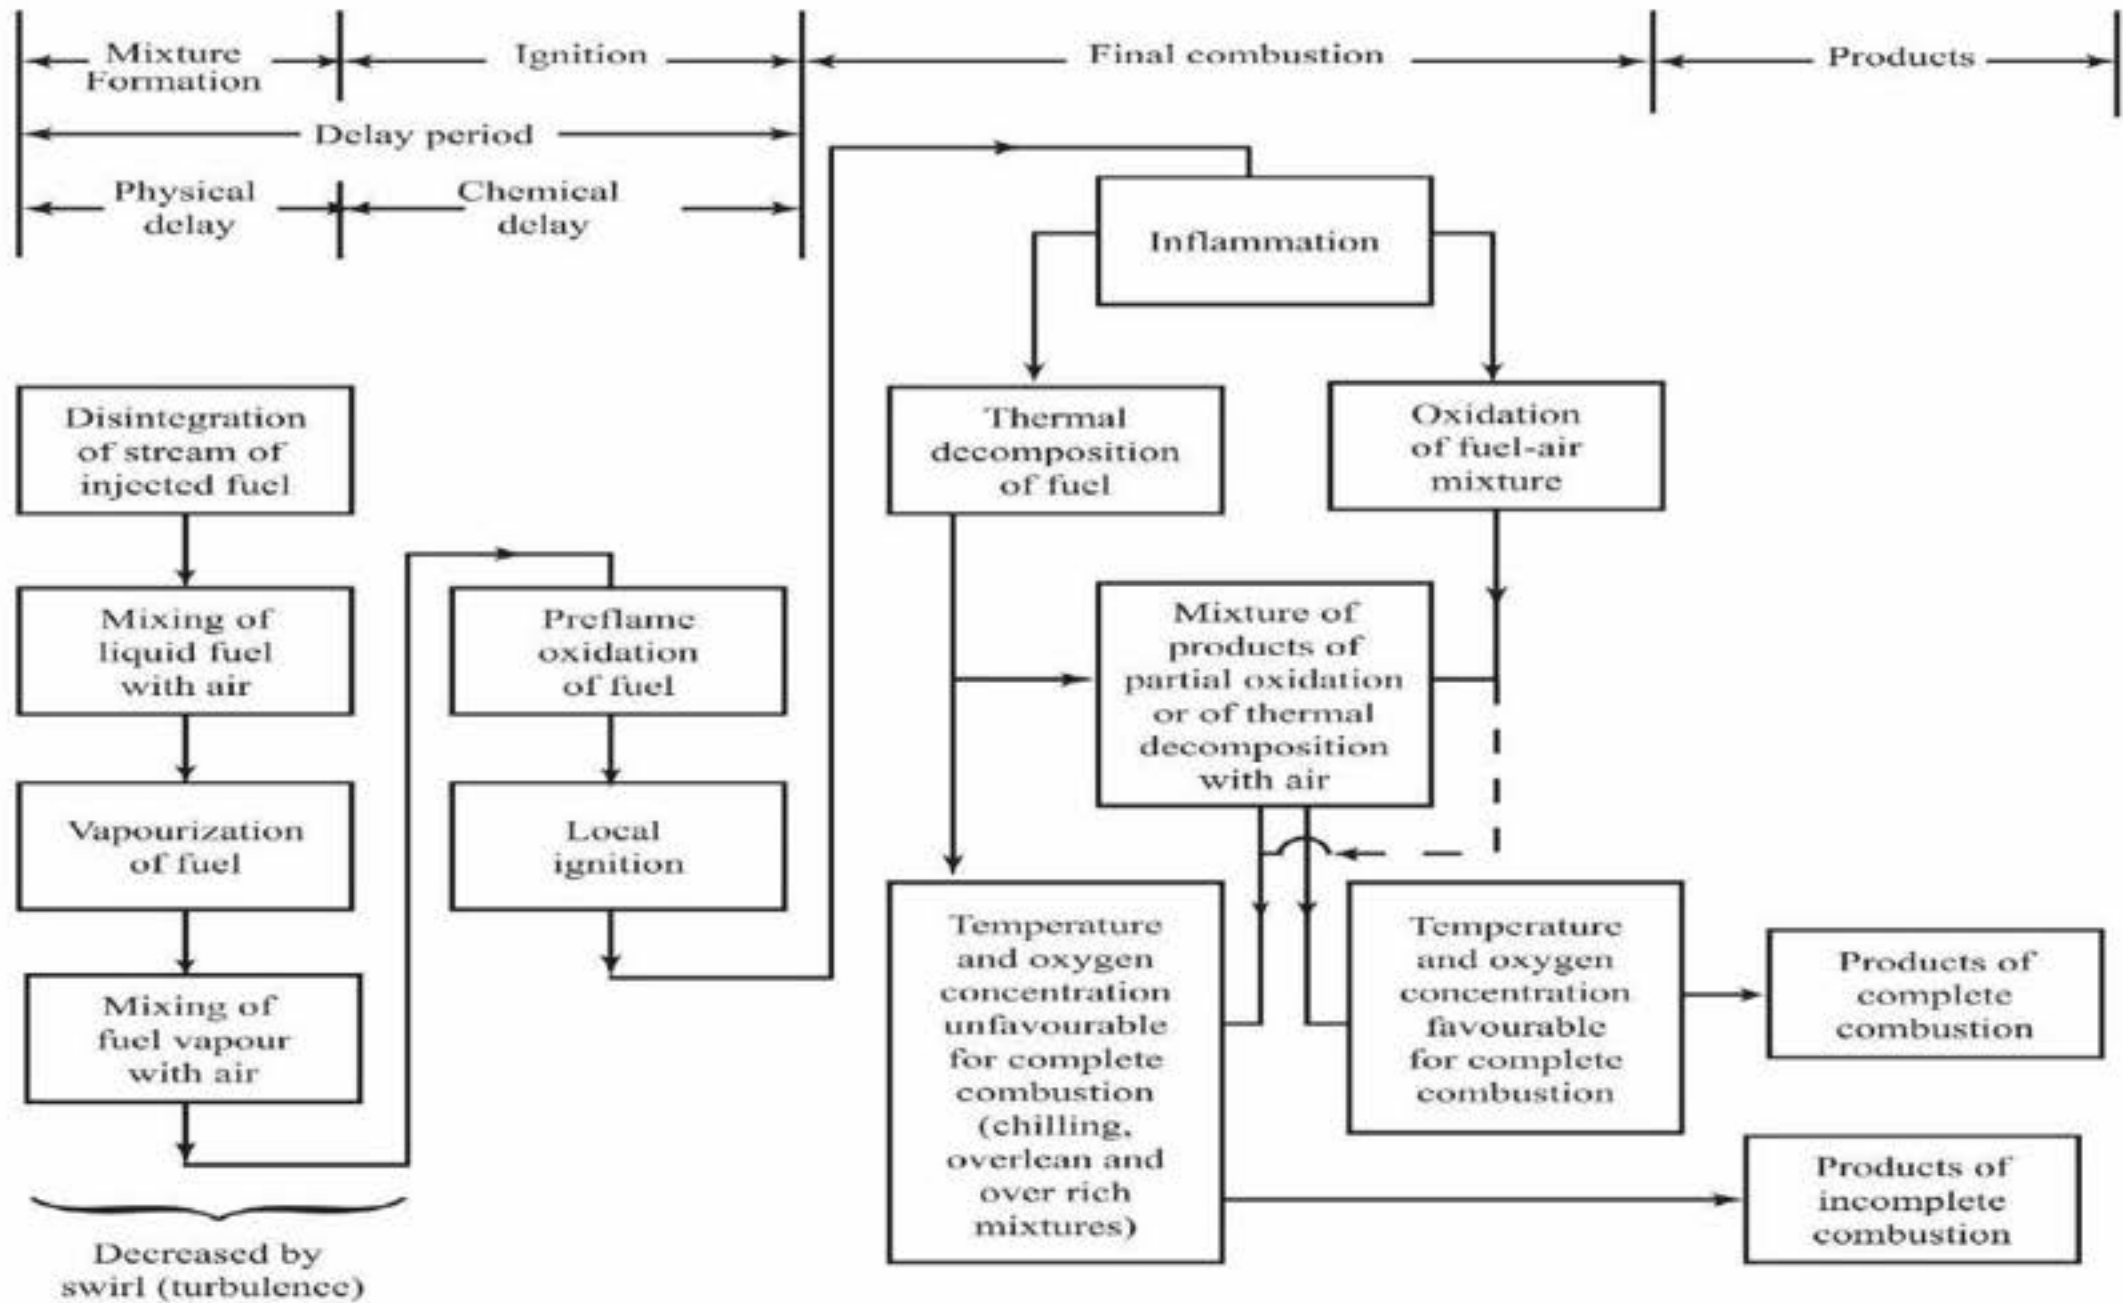 Mixture
Formation
Ignition
Final combustion
Products
Delay period
Physical
delay
Chemical
delay
Inflammation
Disintegration
of stream of
injected fuel
Mixing of
liquid fuel
with air
Vapourization
of fuel
Mixing of
fuel vapour
with air
Decreased by
swirl (turbulence)
Preflame
oxidation
of fuel
Local
ignition
Thermal
decomposition
of fuel
Oxidation
of fuel-air
mixture
Mixture of
products of
partial oxidation
or of thermal
decomposition
with air
Temperature
and oxygen
concentration
unfavourable
for complete
combustion
(chilling,
overlean and
over rich
mixtures)
Temperature
and oxygen
concentration
favourable
for complete
combustion
Products of
complete
combustion
Products of
incomplete
combustion